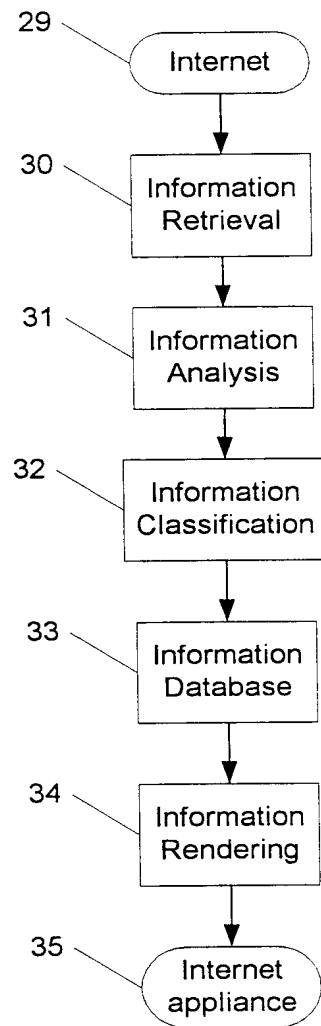 29
Internet
30
Information
Retrieval
31
Information
Analysis
32
Information
Classification
33
Information
Database
34
Information
Rendering
35
Internet
appliance